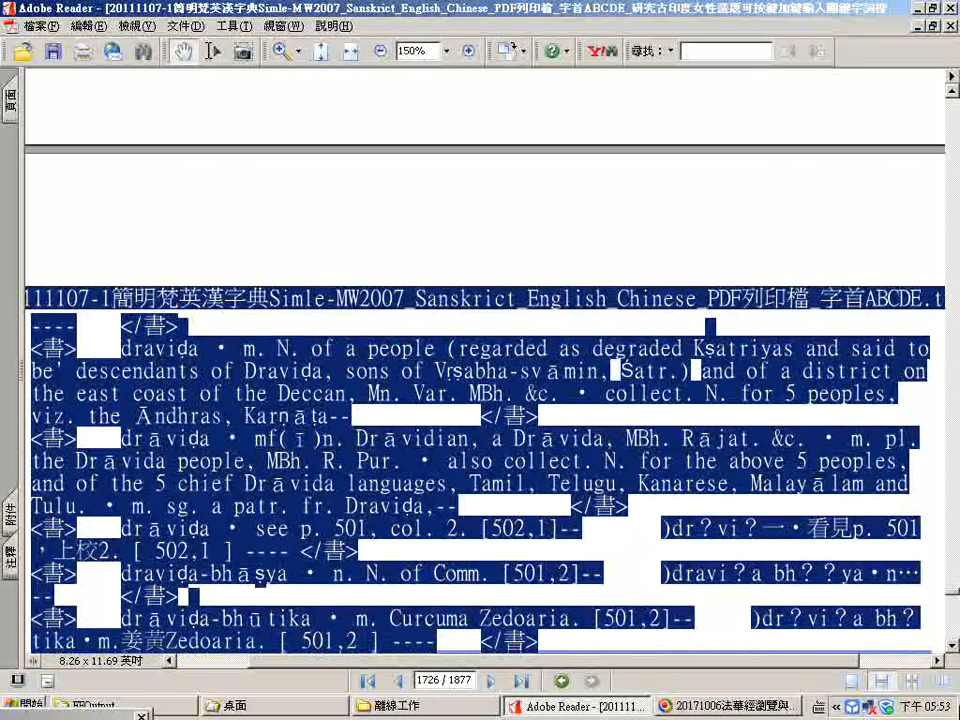 Adobe Reader - [20111107-1簡明梵英漢字典Simle-MW2007_Sanskrict_English_Chinese_PDF列印檔_字首ABCDE_研究古印度女性議題可按鍵輸入關鍵字詞搜
檔案(F) 編輯(E) 檢視(V) 文件(D) 工具(T) 視窗(W) 說明(H)
150% Y! 尋找:
頁面
111107-1簡明梵英漢字典Simle-MW2007_Sanskrict_English_Chinese_PDF列印檔_字首ABCDE.t
---- </書>
<書> draviḍa · m. N. of a people (regarded as degraded Kṣatriyas and said to
be' descendants of Draviḍa, sons of Vṛṣabha-svāmin, Śatr.) and of a district on
the east coast of the Deccan, Mn. Var. MBh. &c. · collect. N. for 5 peoples,
viz. the Āndhras, Karṇāṭa-- </書>
<書> drāviḍa · mf(ī)n. Drāvidian, a Drāvida, MBh. Rājat. &c. · m. pl.
the Drāvida people, MBh. R. Pur. · also collect. N. for the above 5 peoples,
and of the 5 chief Drāvida languages, Tamil, Telugu, Kanarese, Malayālam and
Tulu. · m. sg. a patr. fr. Draviḍa,-- </書>
<書> drāviḍa · see p. 501, col. 2. [502,1]-- )dr?vi?一·看見p. 501
,上校2. [ 502,1 ] ---- </書>
<書> draviḍa-bhāṣya · n. N. of Comm. [501,2]-- )dravi?a bh??ya·n…
-- </書>
<書> drāviḍa-bhūtika · m. Curcuma Zedoaria. [501,2]-- )dr?vi?a bh?
tika·m.姜黃Zedoaria. [ 501,2 ] ---- </書>
附件
注釋
8.26 x 11.69 英吋
1726 / 1877
開始 FFOutput 桌面 離線工作 Adobe Reader - [2011... 20171006法華經瀏覽與... 下午 05:53